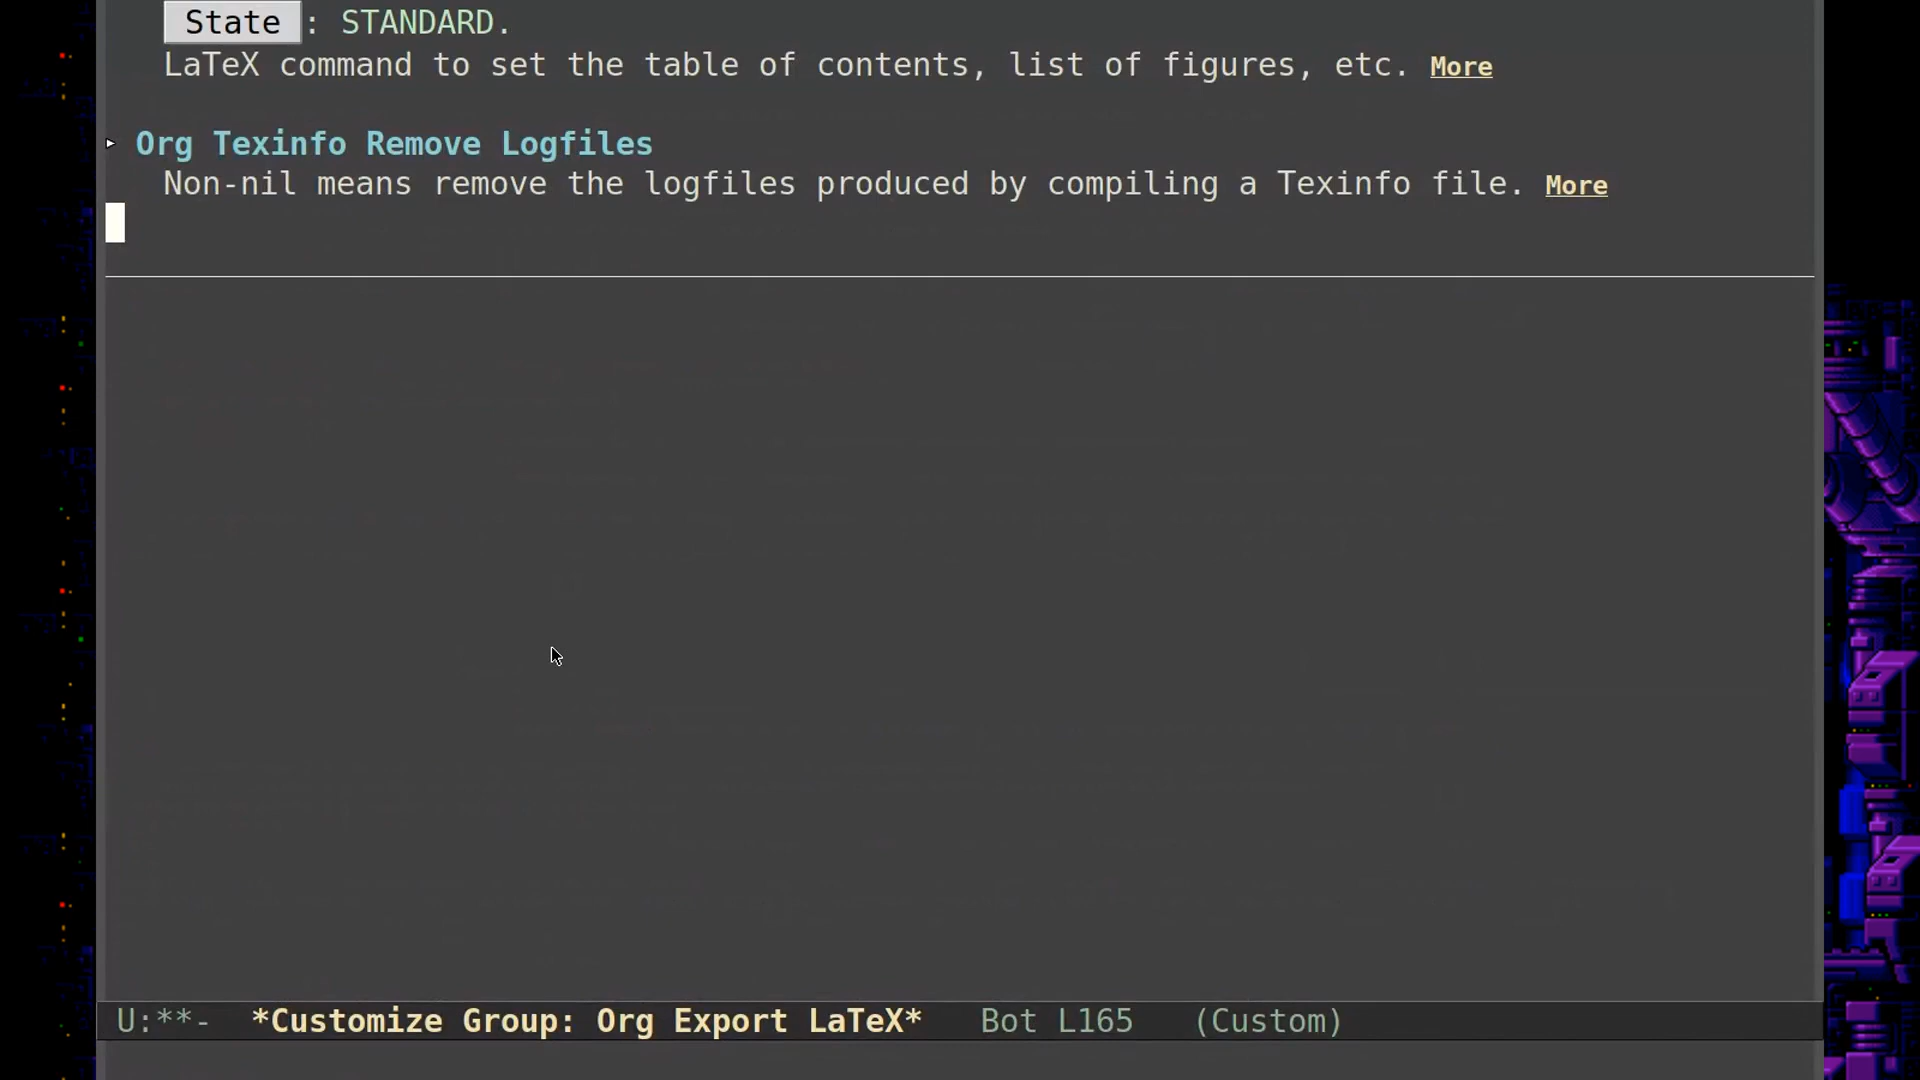 State : STANDARD.
LaTeX command to set the table of contents, list of figures, etc. More
Org Texinfo Remove Logfiles
Non-nil means remove the logfiles produced by compiling a Texinfo file. More
U:**- *Customize Group: Org Export LaTeX* Bot L165 (Custom)